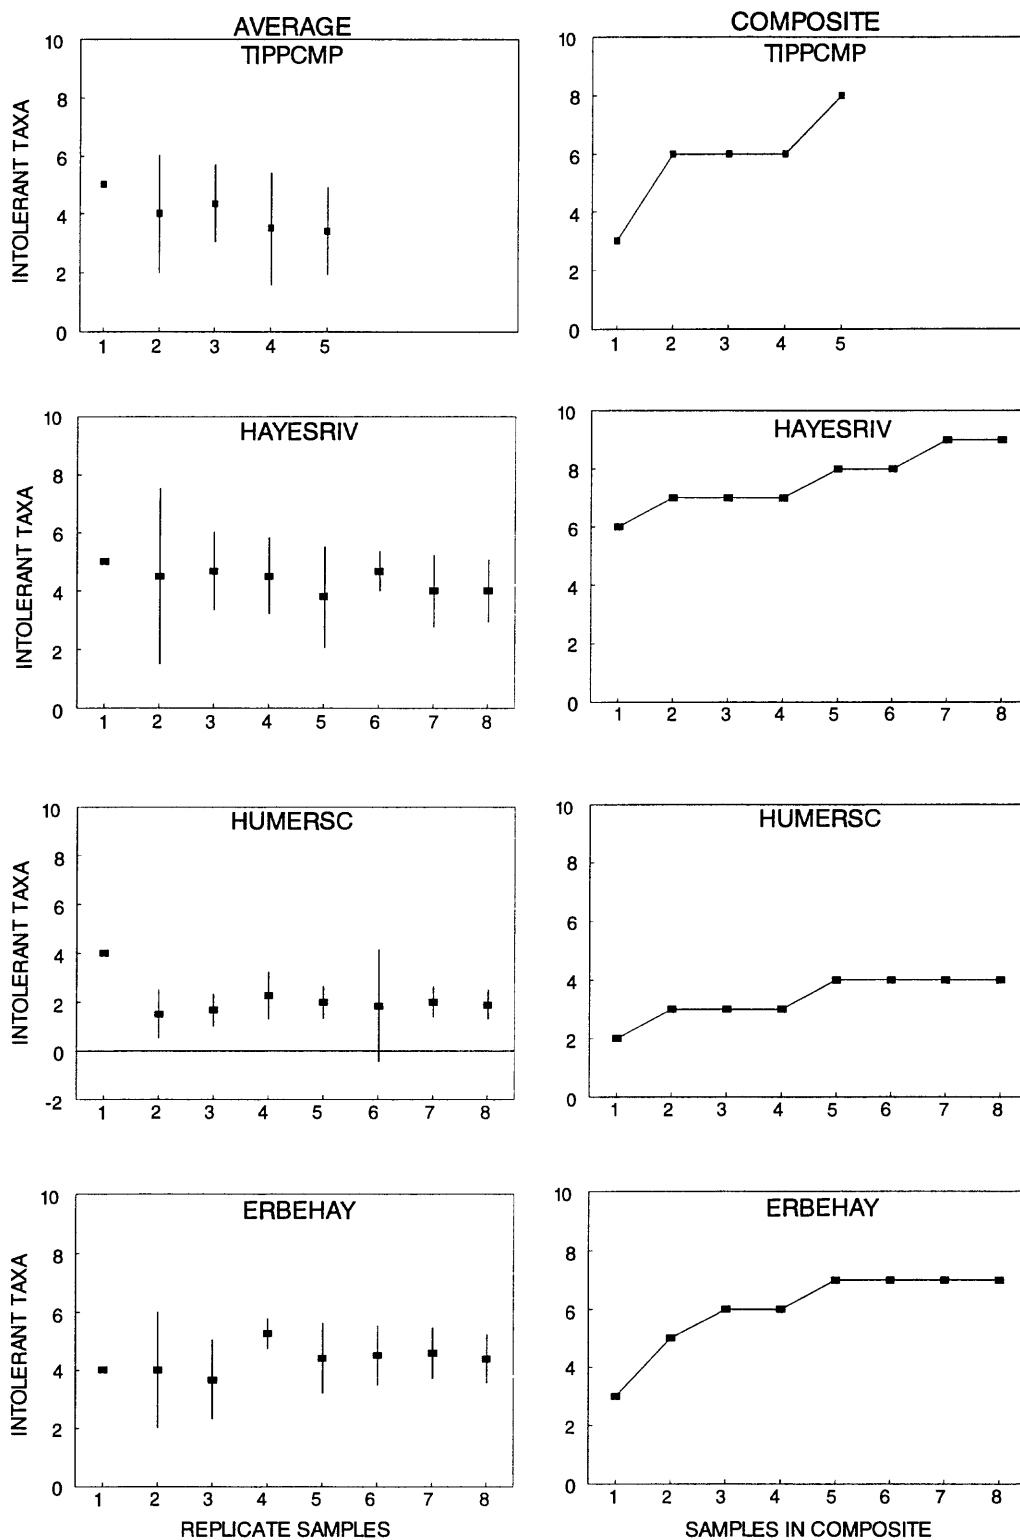 AVERAGE
TIPPCMP
INTOLERANT TAXA
10
8
6
4
2
0
1 2 3 4 5
COMPOSITE
TIPPCMP
10
8
6
4
2
0
1 2 3 4 5
HAYESRIV
INTOLERANT TAXA
10
8
6
4
2
0
1 2 3 4 5 6 7 8
HAYESRIV
10
8
6
4
2
0
1 2 3 4 5 6 7 8
HUMERSC
INTOLERANT TAXA
10
8
6
4
2
0
-2
1 2 3 4 5 6 7 8
HUMERSC
10
8
6
4
2
0
1 2 3 4 5 6 7 8
ERBEHAY
INTOLERANT TAXA
10
8
6
4
2
0
1 2 3 4 5 6 7 8
REPLICATE SAMPLES
ERBEHAY
10
8
6
4
2
0
1 2 3 4 5 6 7 8
SAMPLES IN COMPOSITE